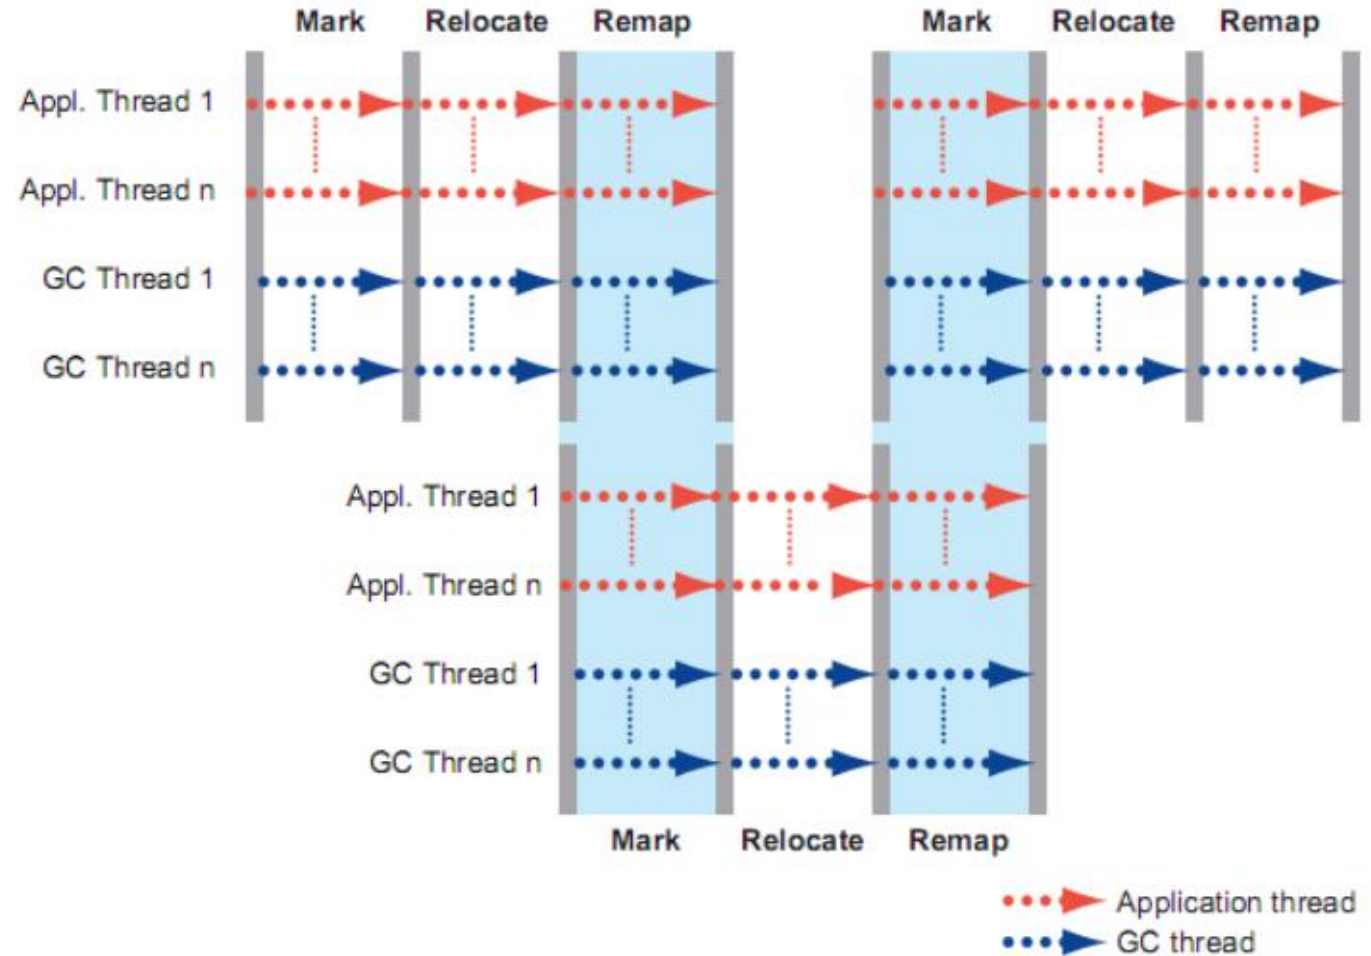 Mark Relocate Remap Mark Relocate Remap
Appl. Thread 1
Appl. Thread n
GC Thread 1
GC Thread n
Appl. Thread 1
Appl. Thread n
GC Thread 1
GC Thread n
Mark Relocate Remap
Application thread
GC thread